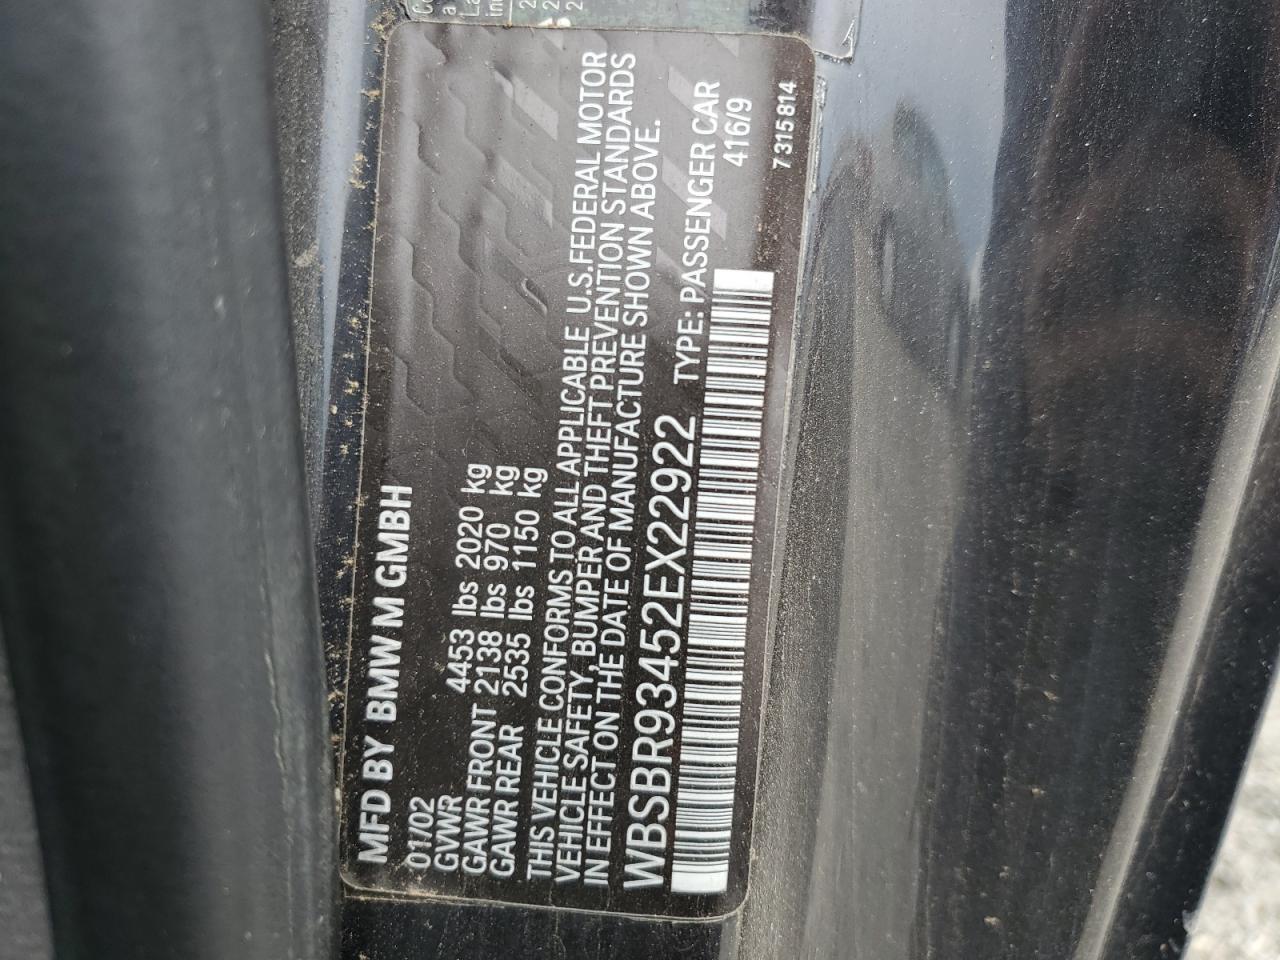 MFD BY BMW M GMBH
01/02
GVWR 4453 lbs 2020 kg
GAWR FRONT 2138 lbs 970 kg
GAWR REAR 2535 lbs 1150 kg
THIS VEHICLE CONFORMS TO ALL APPLICABLE U.S. FEDERAL MOTOR
VEHICLE SAFETY, BUMPER AND THEFT PREVENTION STANDARDS
IN EFFECT ON THE DATE OF MANUFACTURE SHOWN ABOVE.
WBSBR93452EX22922 TYPE: PASSENGER CAR
416/9
7 315 814